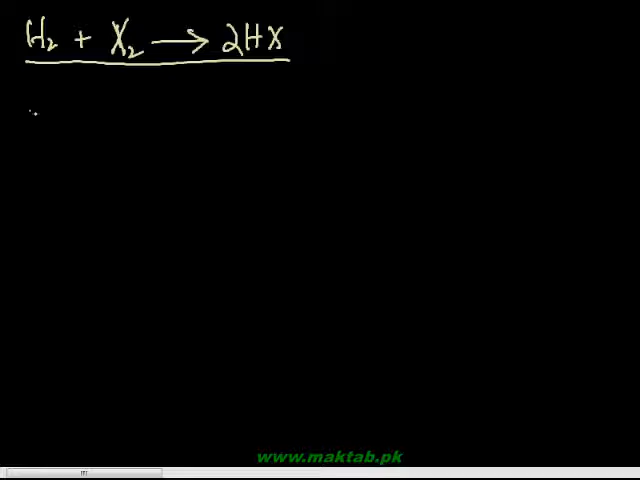 H₂ + X₂ → 2HX
www.maktab.pk